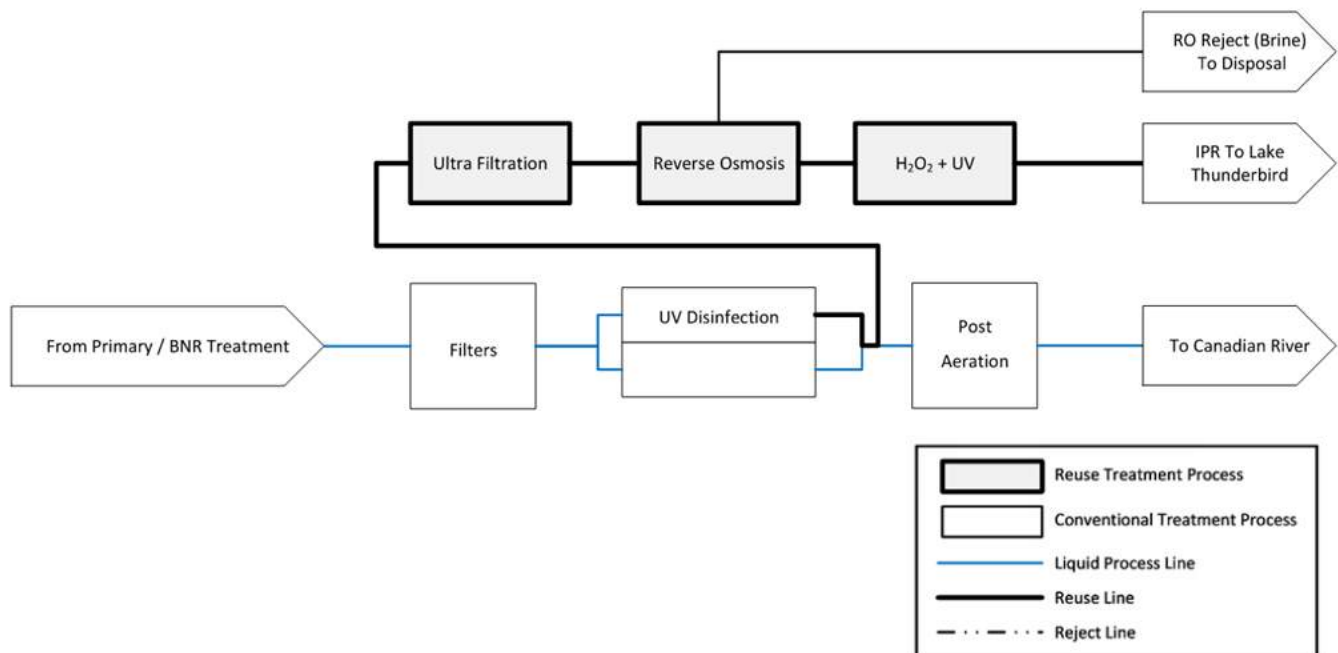 RO Reject (Brine)
To Disposal
Ultra Filtration
Reverse Osmosis
H₂O₂ + UV
IPR To Lake
Thunderbird
From Primary / BNR Treatment
Filters
UV Disinfection
Post
Aeration
To Canadian River
Reuse Treatment Process
Conventional Treatment Process
Liquid Process Line
Reuse Line
Reject Line